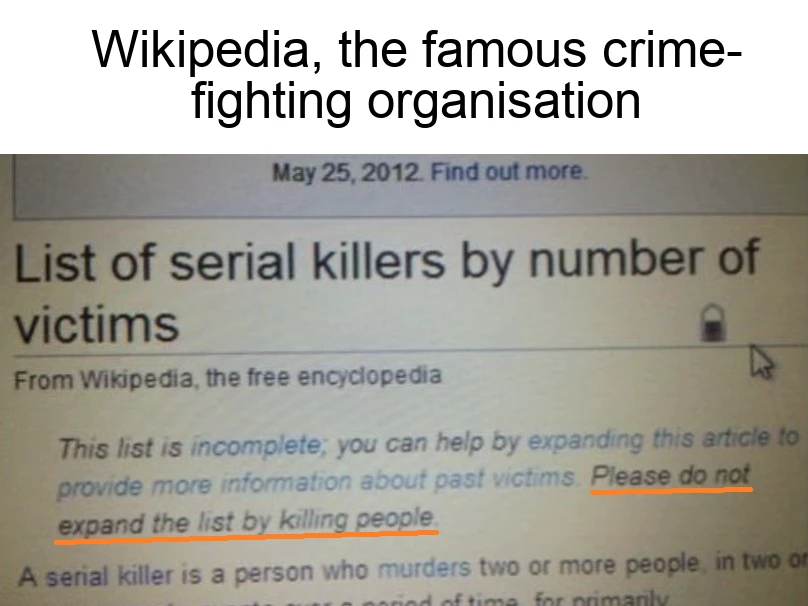 Wikipedia, the famous crime-
fighting organisation
May 25, 2012. Find out more.
List of serial killers by number of
victims
From Wikipedia, the free encyclopedia
This list is incomplete; you can help by expanding this article to
provide more information about past victims. Please do not
expand the list by killing people.
A serial killer is a person who murders two or more people, in two or
period of time, for primarily